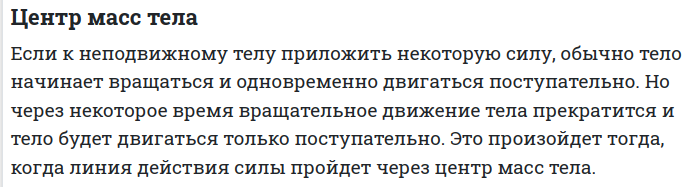 Центр масс тела
Если к неподвижному телу приложить некоторую силу, обычно тело
начинает вращаться и одновременно двигаться поступательно. Но
через некоторое время вращательное движение тела прекратится и
тело будет двигаться только поступательно. Это произойдет тогда,
когда линия действия силы пройдет через центр масс тела.